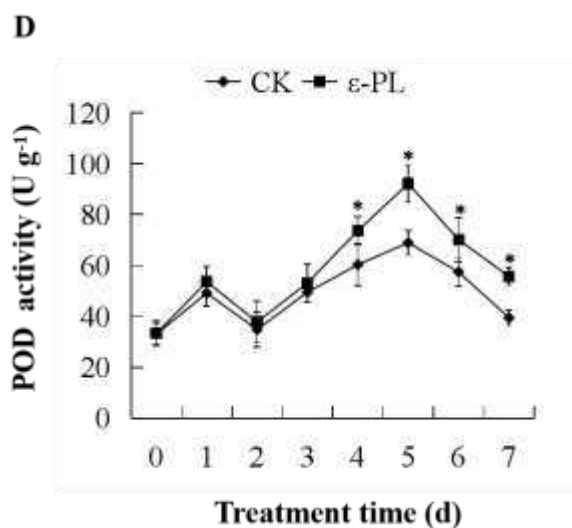 D
CK ε-PL
120
100
80
60
40
20
0
POD activity (U g⁻¹)
* * * *
0 1 2 3 4 5 6 7
Treatment time (d)